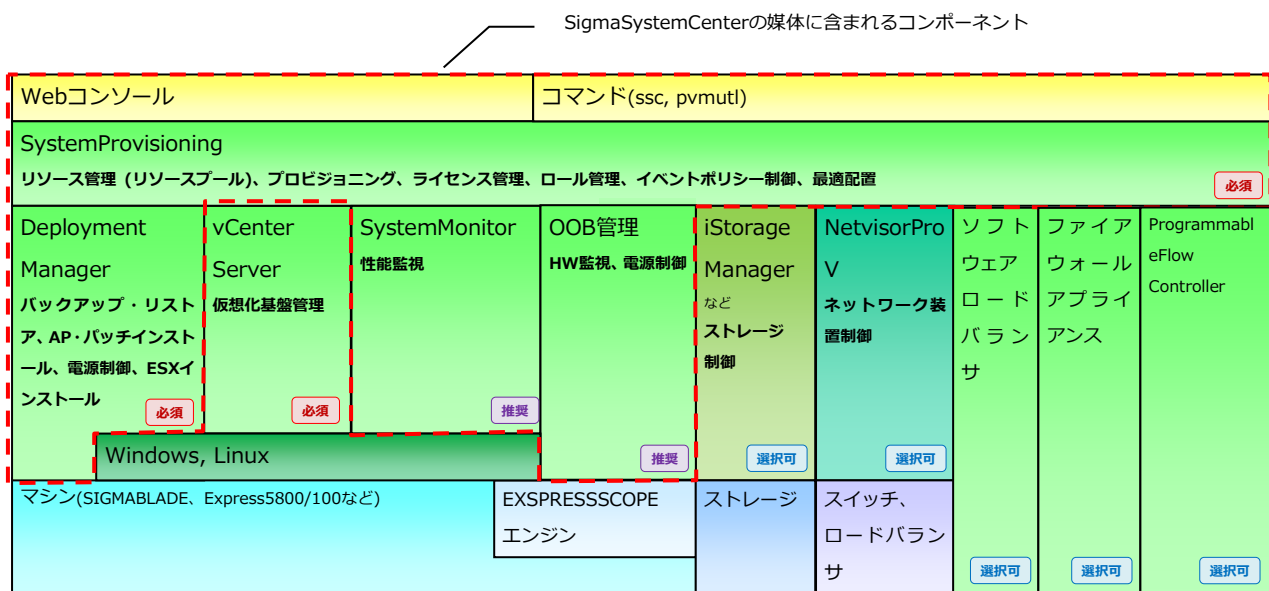 SigmaSystemCenterの媒体に含まれるコンポーネント
Webコンソール
コマンド(ssc, pvmutl)
SystemProvisioning
リソース管理 (リソースプール)、プロビジョニング、ライセンス管理、ロール管理、イベントポリシー制御、最適配置
必須
Deployment
Manager
バックアップ・リスト
ア、AP・パッチインスト
ール、電源制御、ESXイ
ンストール
必須
vCenter
Server
仮想化基盤管理
必須
SystemMonitor
性能監視
推奨
OOB管理
HW監視、電源制御
推奨
iStorage
Manager
など
ストレージ
制御
選択可
NetvisorPro
V
ネットワーク装
置制御
選択可
ソフト
ウェア
ロード
バラン
サ
選択可
ファイア
ウォール
アプライ
アンス
選択可
Programmabl
eFlow
Controller
選択可
Windows, Linux
マシン(SIGMABLADE、Express5800/100など)
EXSPRESSSCOPE
エンジン
ストレージ
スイッチ、
ロードバラン
サ